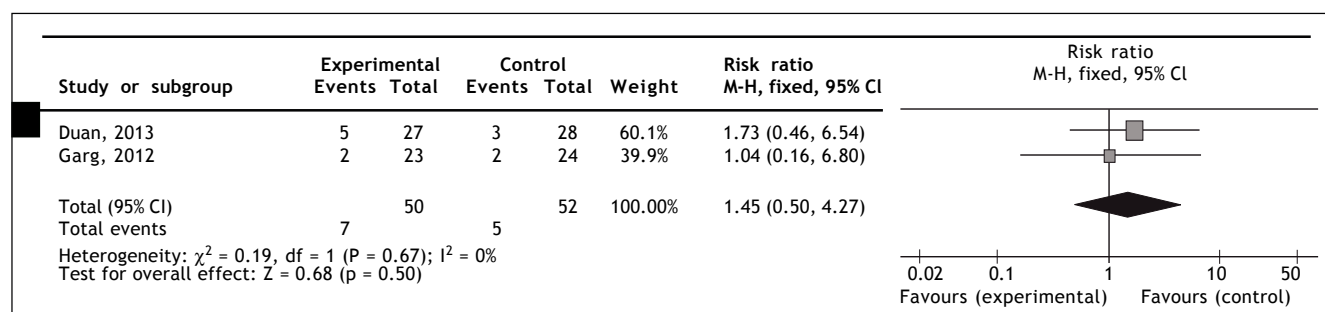 Experimental Control Risk ratio Risk ratio
Study or subgroup Events Total Events Total Weight M-H, fixed, 95% Cl M-H, fixed, 95% Cl
Duan, 2013 5 27 3 28 60.1% 1.73 (0.46, 6.54)
Garg, 2012 2 23 2 24 39.9% 1.04 (0.16, 6.80)
Total (95% CI) 50 52 100.00% 1.45 (0.50, 4.27)
Total events 7 5
Heterogeneity: χ² = 0.19, df = 1 (P = 0.67); I² = 0%
Test for overall effect: Z = 0.68 (p = 0.50)
0.02 0.1 1 10 50
Favours (experimental) Favours (control)